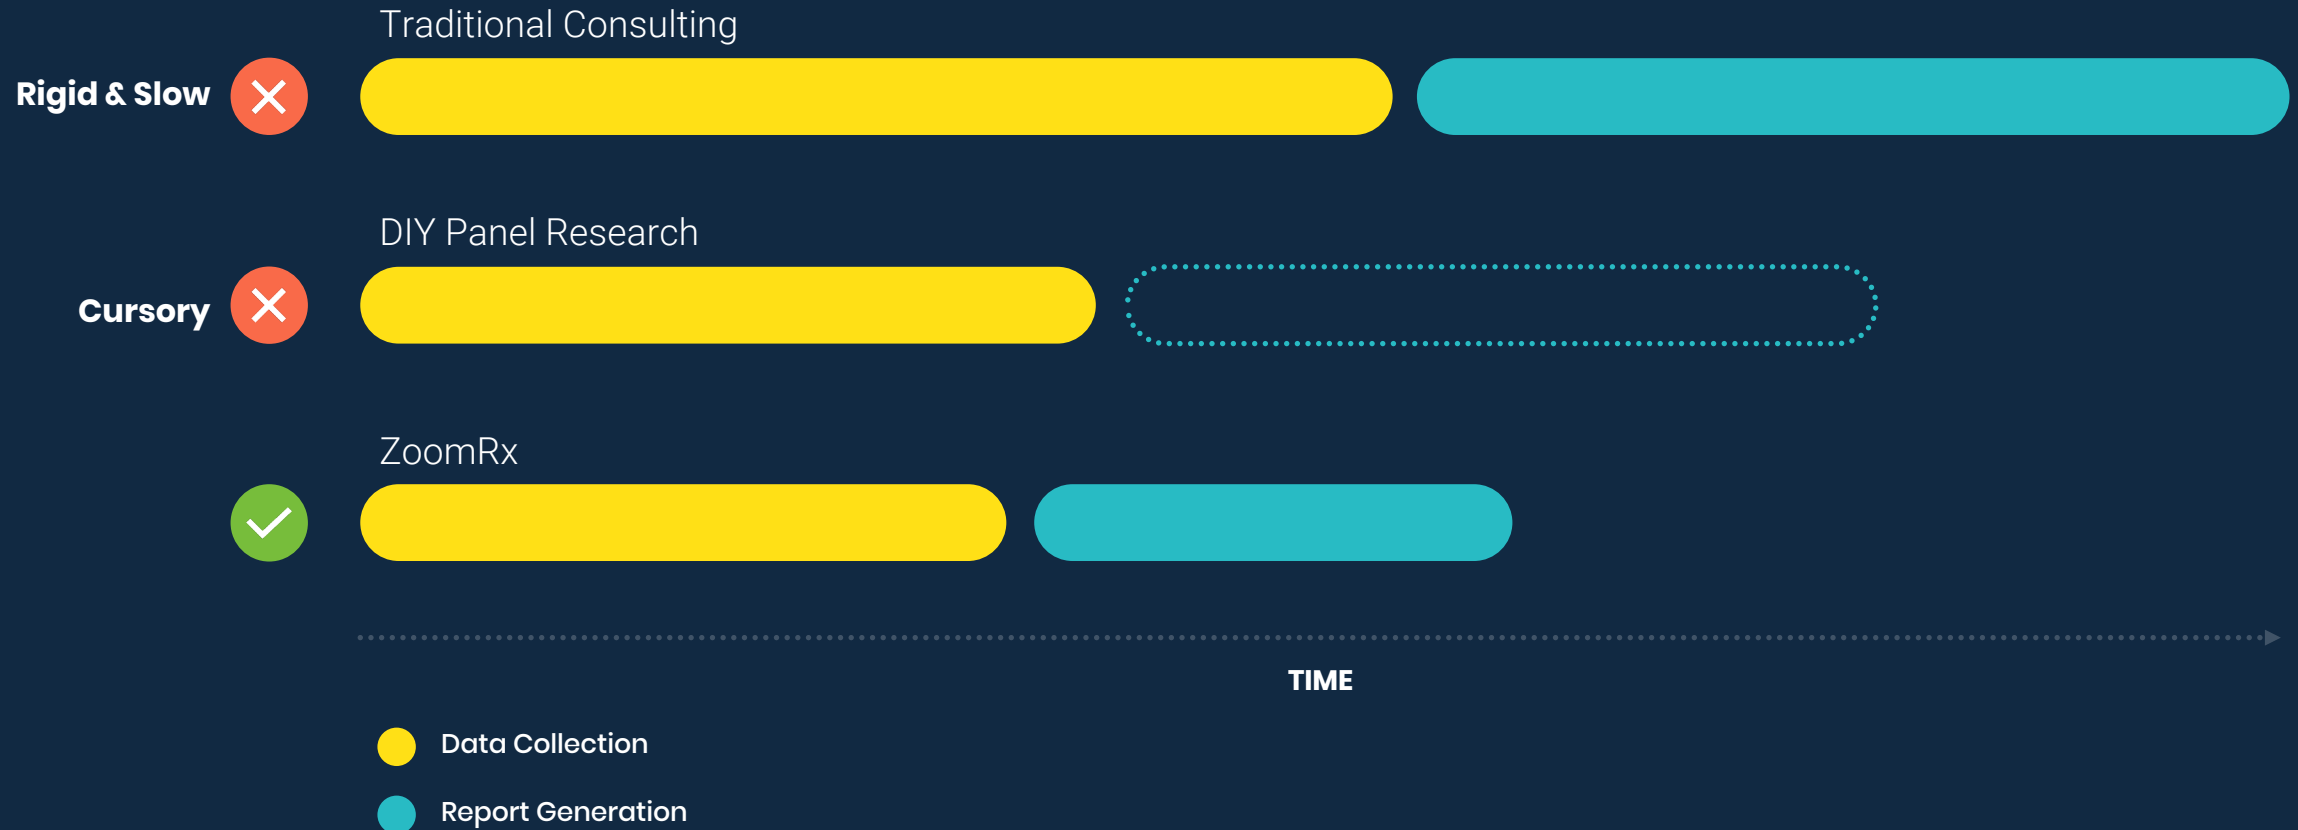 Traditional Consulting
Rigid & Slow
DIY Panel Research
Cursory
ZoomRx
TIME
Data Collection
Report Generation